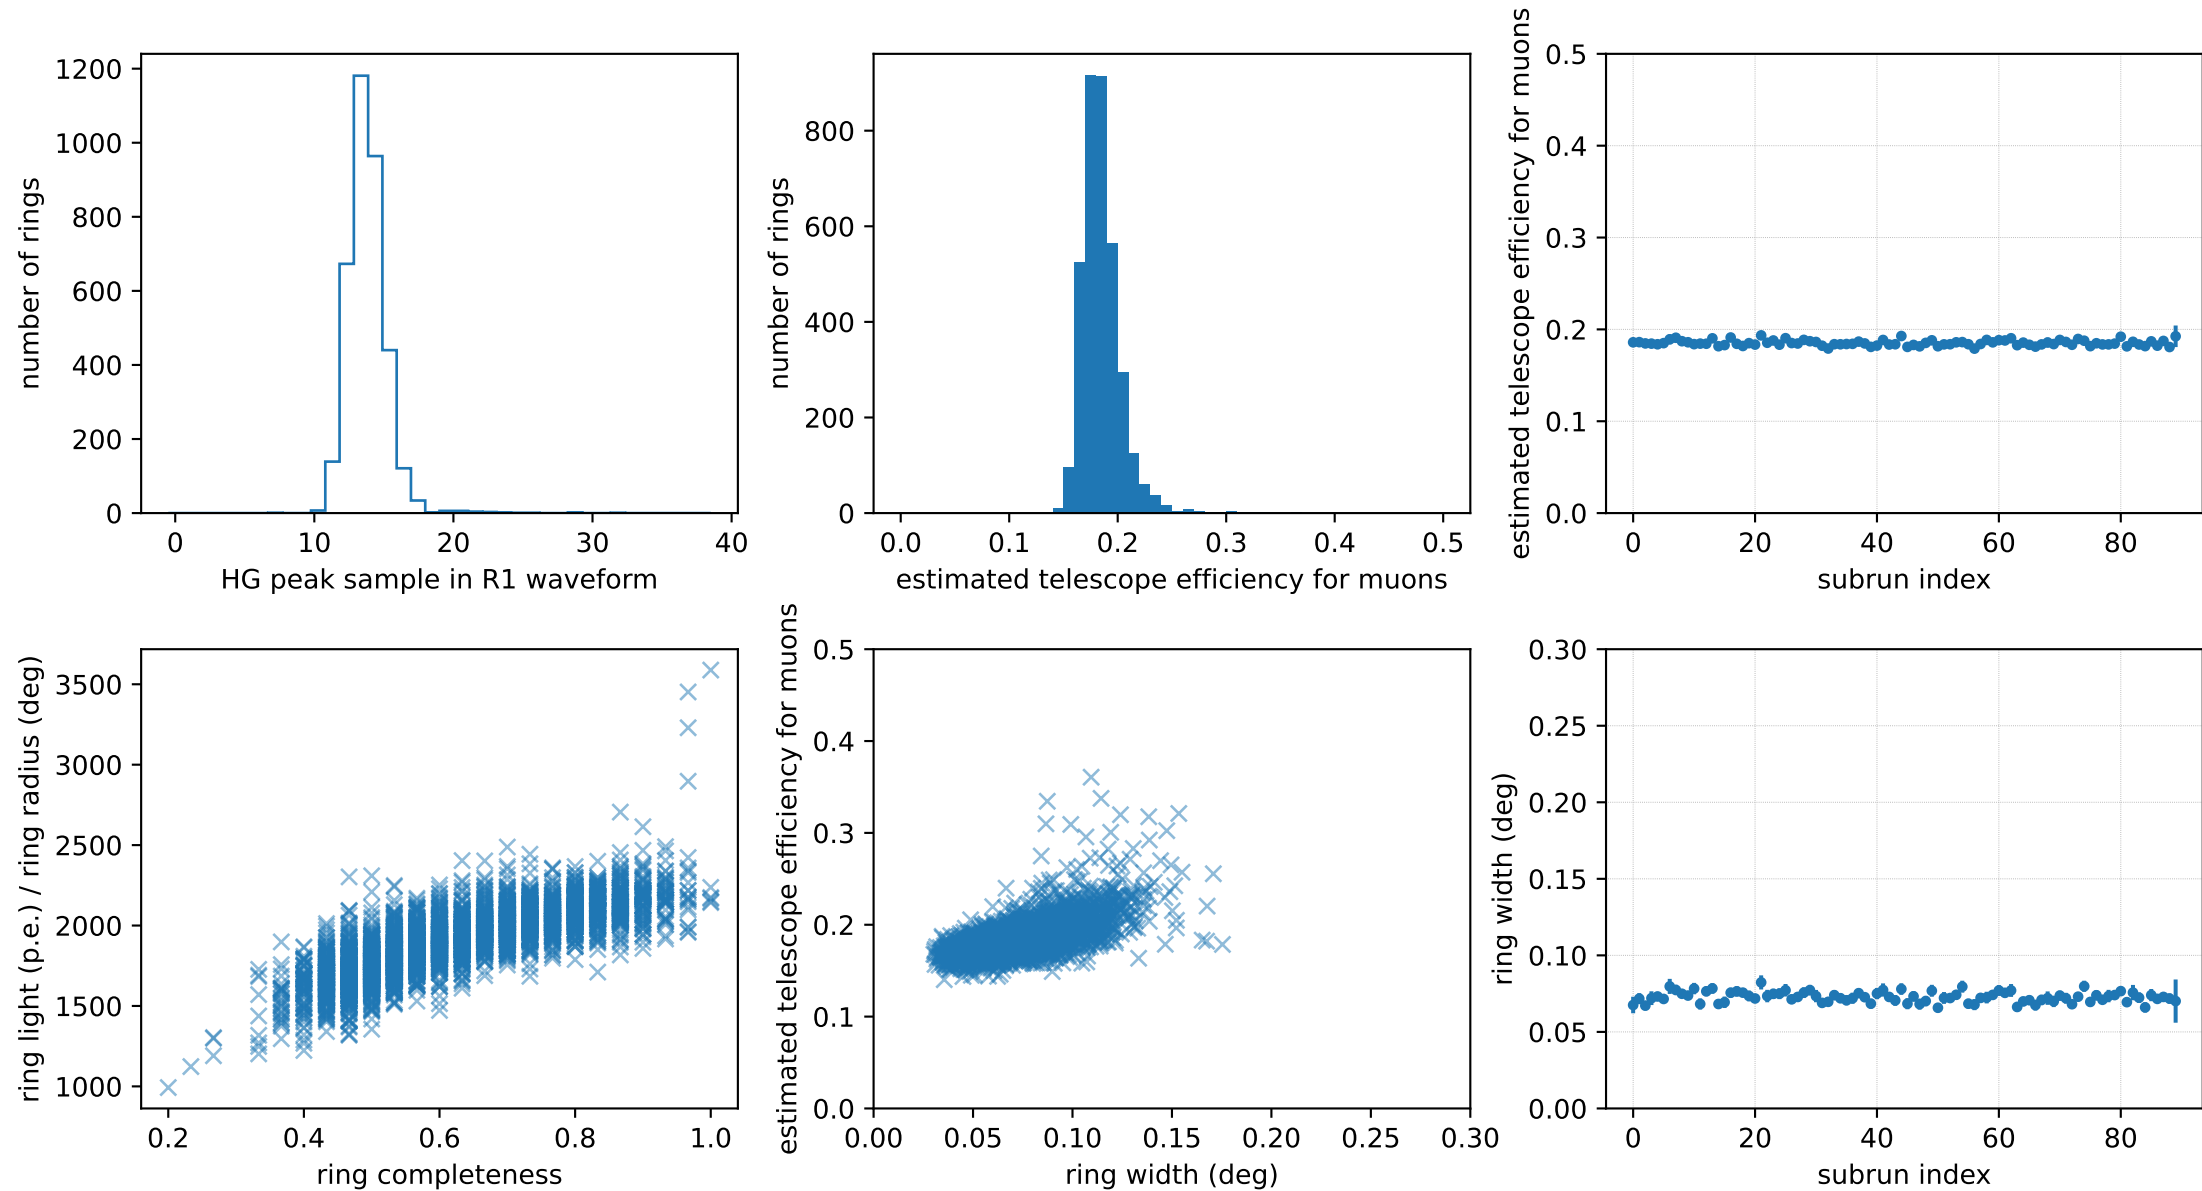 number of rings
1200
1000
800
600
400
200
0
0 10 20 30 40
HG peak sample in R1 waveform
number of rings
800
600
400
200
0
0.0 0.1 0.2 0.3 0.4 0.5
estimated telescope efficiency for muons
estimated telescope efficiency for muons
0.5
0.4
0.3
0.2
0.1
0.0
0 20 40 60 80
subrun index
ring light (p.e.) / ring radius (deg)
3500
3000
2500
2000
1500
1000
0.2 0.4 0.6 0.8 1.0
ring completeness
estimated telescope efficiency for muons
0.5
0.4
0.3
0.2
0.1
0.0
0.00 0.05 0.10 0.15 0.20 0.25 0.30
ring width (deg)
ring width (deg)
0.30
0.25
0.20
0.15
0.10
0.05
0.00
0 20 40 60 80
subrun index